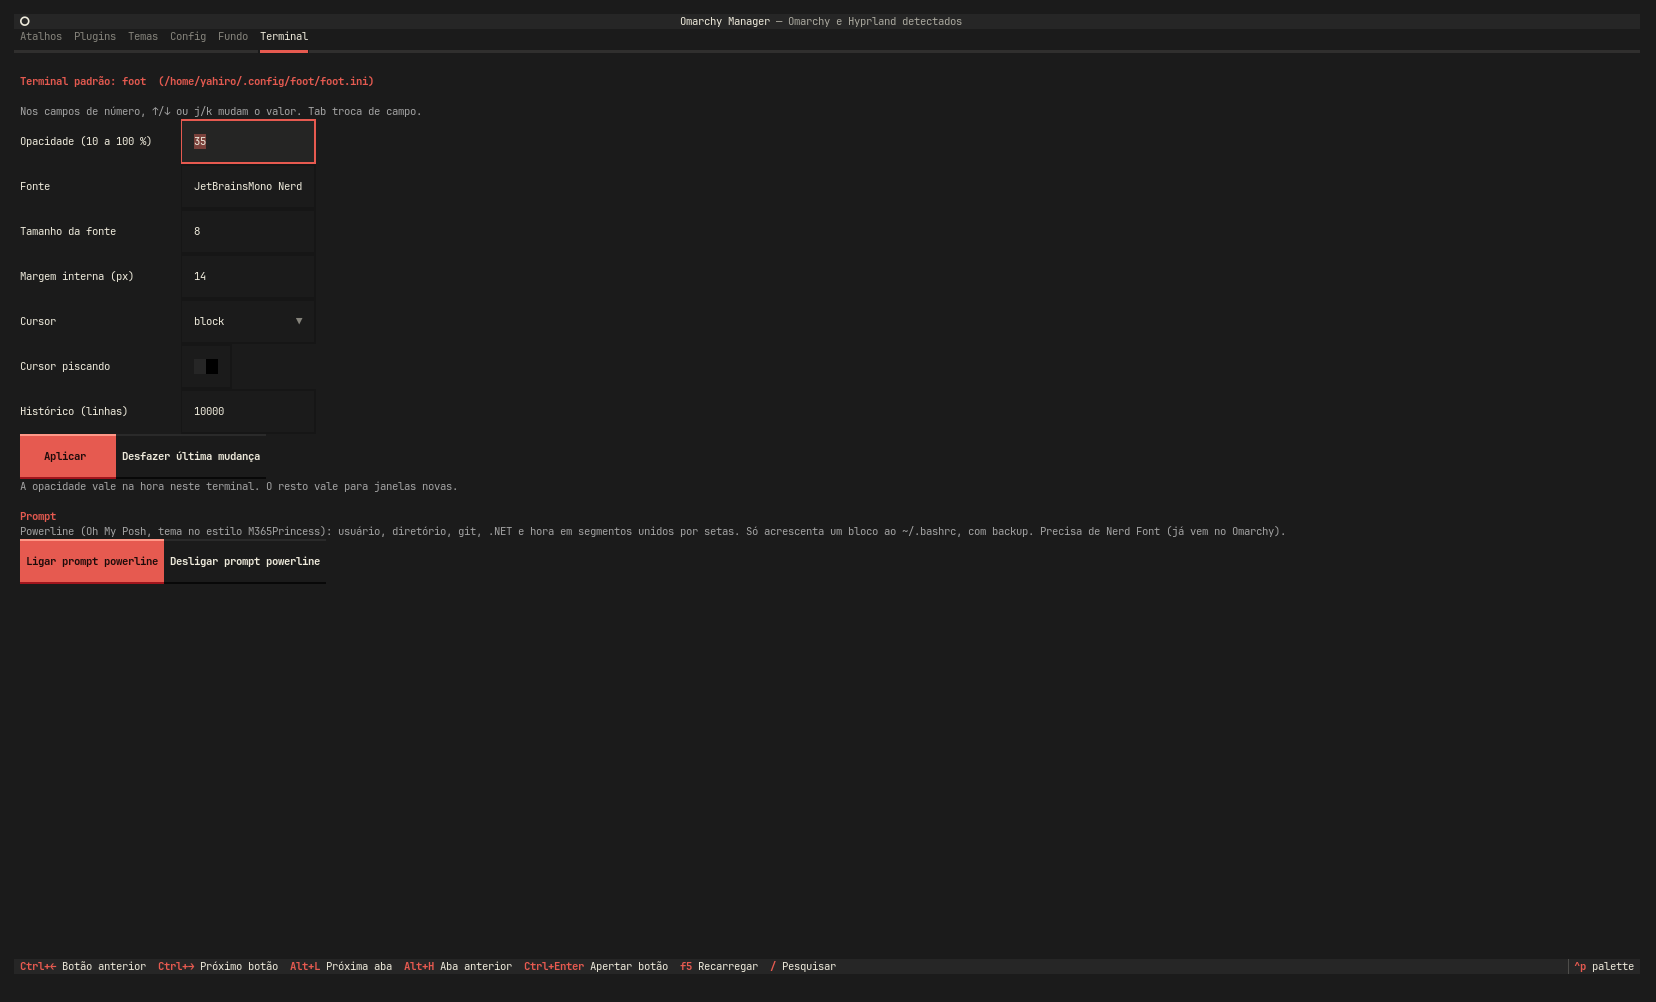 Omarchy Manager — Omarchy e Hyprland detectados
Atalhos Plugins Temas Config Fundo Terminal
Terminal padrão: foot (/home/yahiro/.config/foot/foot.ini)
Nos campos de número, ↑/↓ ou j/k mudam o valor. Tab troca de campo.
Opacidade (10 a 100 %) 35
Fonte JetBrainsMono Nerd
Tamanho da fonte 8
Margem interna (px) 14
Cursor block ▼
Cursor piscando
Histórico (linhas) 10000
Aplicar Desfazer última mudança
A opacidade vale na hora neste terminal. O resto vale para janelas novas.
Prompt
Powerline (Oh My Posh, tema no estilo M365Princess): usuário, diretório, git, .NET e hora em segmentos unidos por setas. Só acrescenta um bloco ao ~/.bashrc, com backup. Precisa de Nerd Font (já vem no Omarchy).
Ligar prompt powerline Desligar prompt powerline
Ctrl+← Botão anterior Ctrl+→ Próximo botão Alt+L Próxima aba Alt+H Aba anterior Ctrl+Enter Apertar botão f5 Recarregar / Pesquisar ^p palette